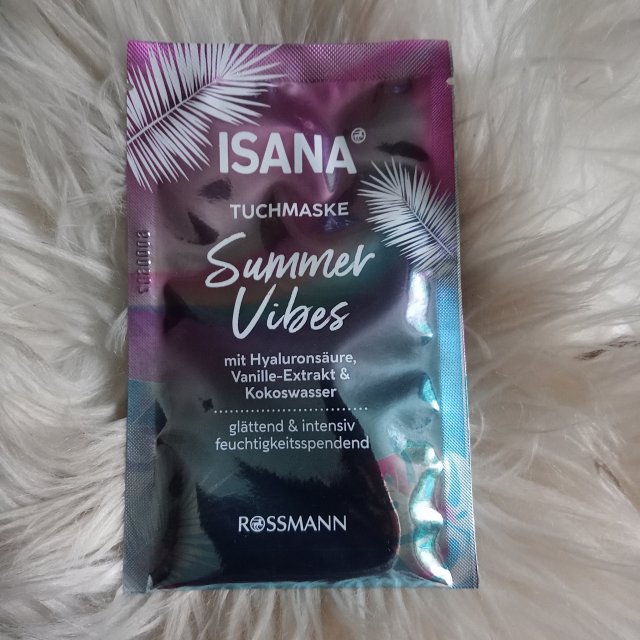 ISANA®
TUCHMASKE
Summer
Vibes
mit Hyaluronsäure,
Vanille-Extrakt &
Kokoswasser
glättend & intensiv
feuchtigkeitsspendend
ROSSMANN